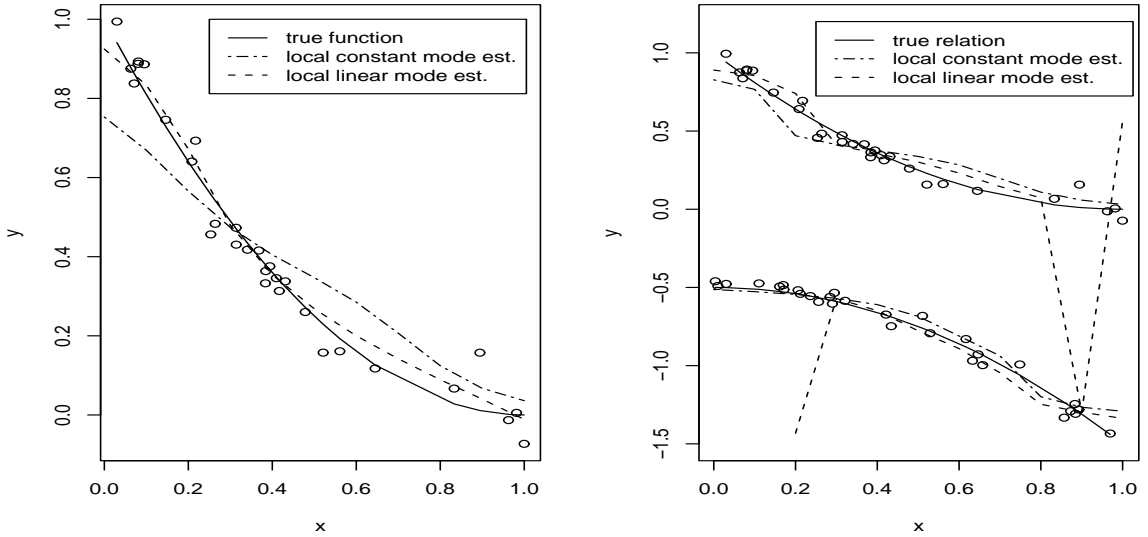 true function
local constant mode est.
local linear mode est.
1.0
0.8
0.6
0.4
0.2
0.0
y
0.0 0.2 0.4 0.6 0.8 1.0
x
true relation
local constant mode est.
local linear mode est.
1.0
0.5
0.0
−0.5
−1.0
−1.5
y
0.0 0.2 0.4 0.6 0.8 1.0
x